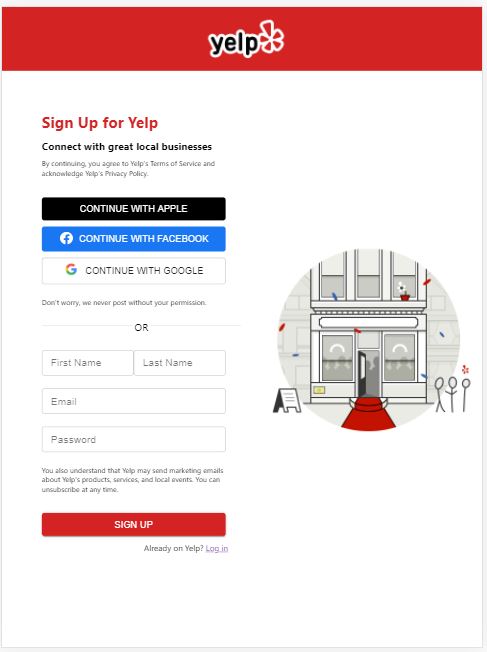 yelp
Sign Up for Yelp
Connect with great local businesses
By continuing, you agree to Yelp's Terms of Service and
acknowledge Yelp's Privacy Policy.
CONTINUE WITH APPLE
CONTINUE WITH FACEBOOK
CONTINUE WITH GOOGLE
Don't worry, we never post without your permission.
OR
First Name Last Name
Email
Password
You also understand that Yelp may send marketing emails
about Yelp's products, services, and local events. You can
unsubscribe at any time.
SIGN UP
Already on Yelp? Log in